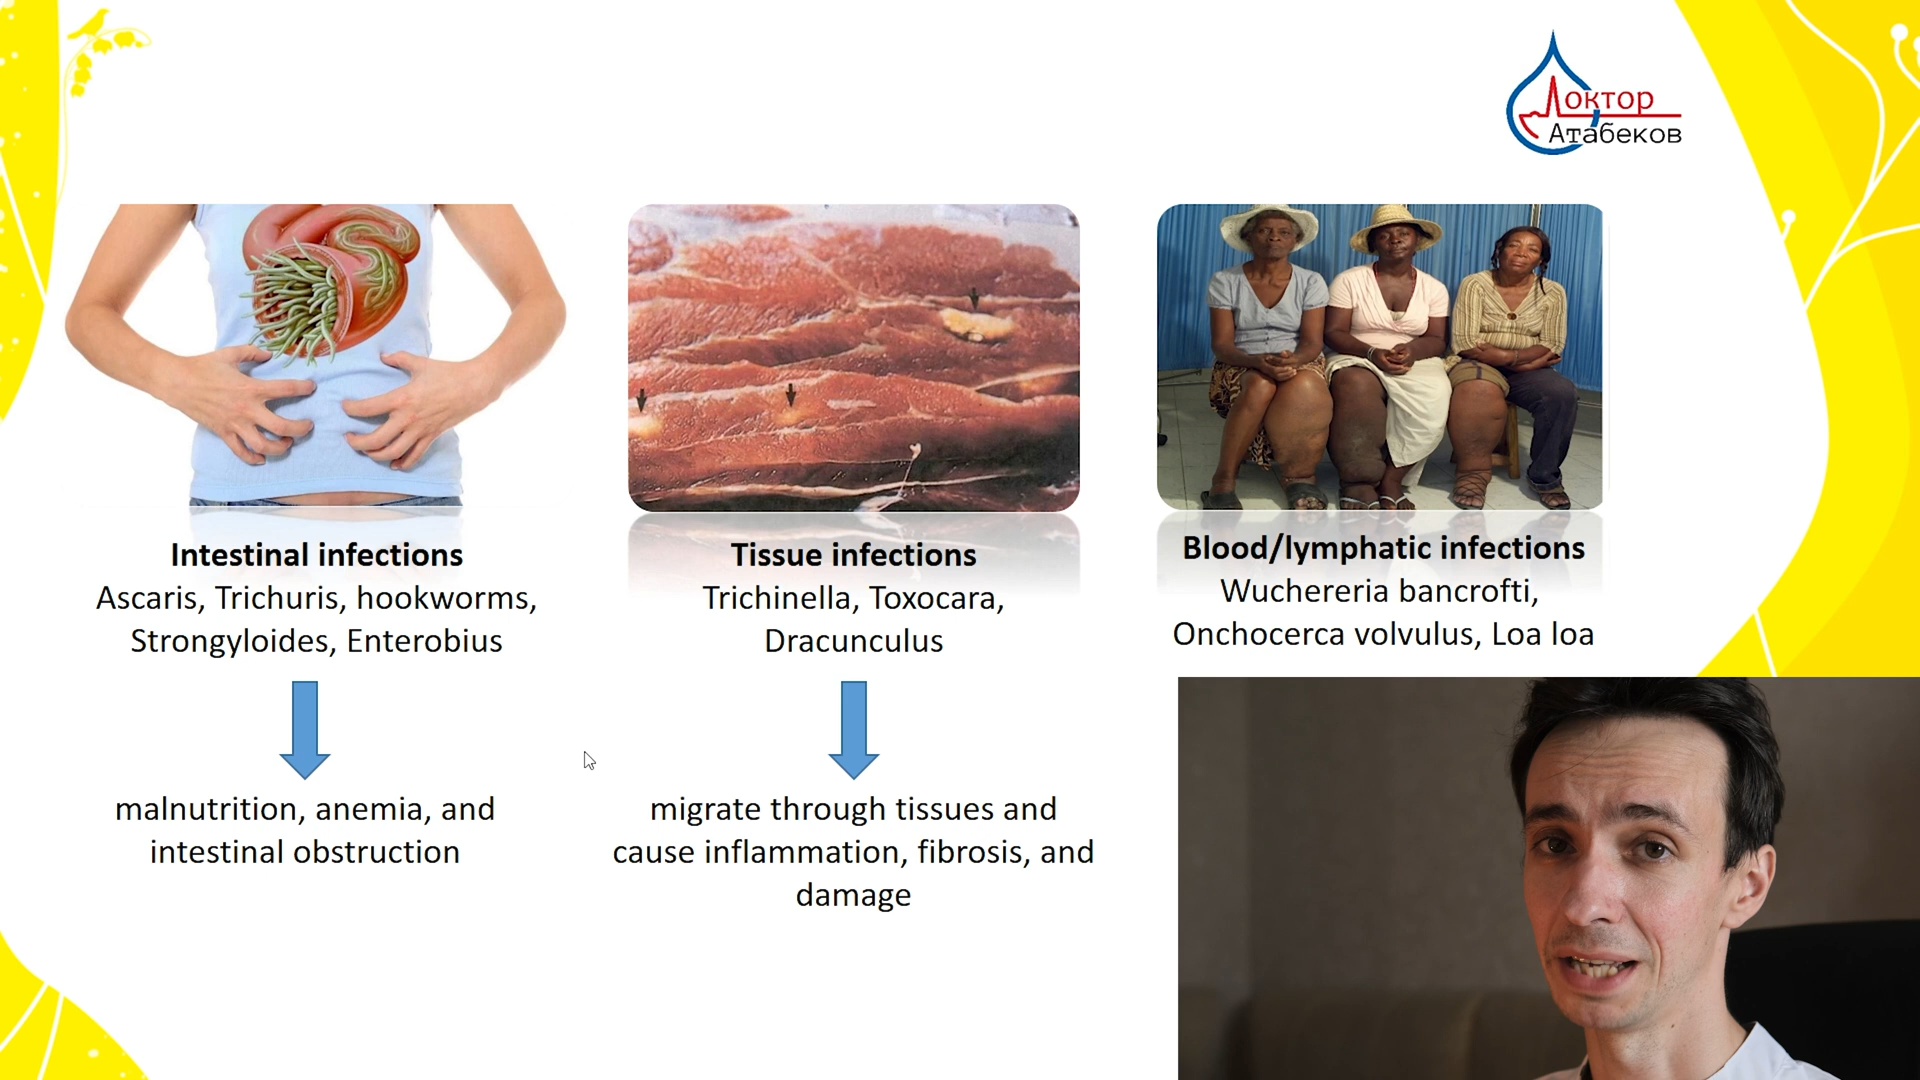 Доктор
Атабеков
Intestinal infections
Ascaris, Trichuris, hookworms,
Strongyloides, Enterobius
malnutrition, anemia, and
intestinal obstruction
Tissue infections
Trichinella, Toxocara,
Dracunculus
migrate through tissues and
cause inflammation, fibrosis, and
damage
Blood/lymphatic infections
Wuchereria bancrofti,
Onchocerca volvulus, Loa loa